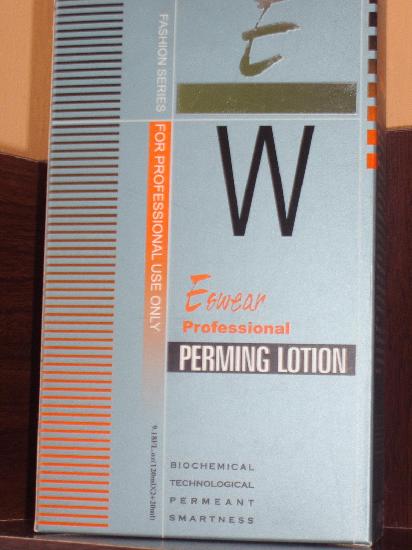 E
W
Eswear
Professional
PERMING LOTION
BIOCHEMICAL
TECHNOLOGICAL
PERMEANT
SMARTNESS
FASHION SERIES
FOR PROFESSIONAL USE ONLY